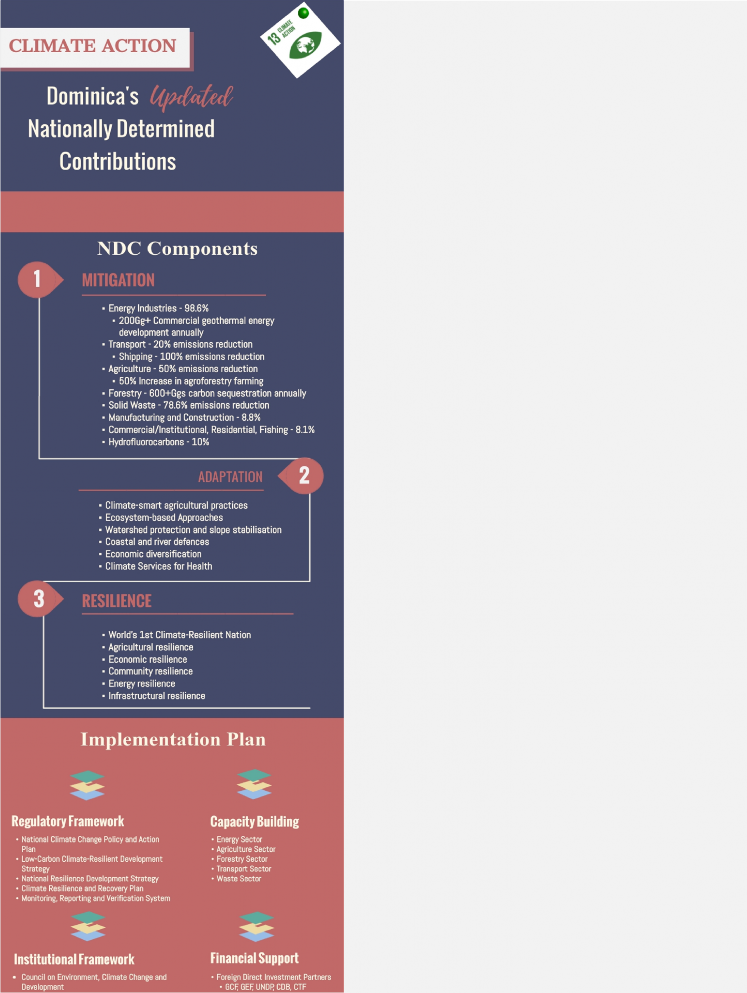 CLIMATE ACTION
13 CLIMATE
ACTION
Dominica's Updated
Nationally Determined
Contributions
NDC Components
1
MITIGATION
• Energy Industries - 98.6%
• 200Gg+ Commercial geothermal energy
development annually
• Transport - 20% emissions reduction
• Shipping - 100% emissions reduction
• Agriculture - 50% emissions reduction
• 50% Increase in agroforestry farming
• Forestry - 600+Ggs carbon sequestration annually
• Solid Waste - 78.6% emissions reduction
• Manufacturing and Construction - 8.8%
• Commercial/Institutional, Residential, Fishing - 8.1%
• Hydrofluorocarbons - 10%
ADAPTATION
2
• Climate-smart agricultural practices
• Ecosystem-based Approaches
• Watershed protection and slope stabilisation
• Coastal and river defences
• Economic diversification
• Climate Services for Health
3
RESILIENCE
• World's 1st Climate-Resilient Nation
• Agricultural resilience
• Economic resilience
• Community resilience
• Energy resilience
• Infrastructural resilience
Implementation Plan
Regulatory Framework
• National Climate Change Policy and Action
Plan
• Low-Carbon Climate-Resilient Development
Strategy
• National Resilience Development Strategy
• Climate Resilience and Recovery Plan
• Monitoring, Reporting and Verification System
Capacity Building
• Energy Sector
• Agriculture Sector
• Forestry Sector
• Transport Sector
• Waste Sector
Institutional Framework
• Council on Environment, Climate Change and
Development
Financial Support
• Foreign Direct Investment Partners
• GCF, GEF, UNDP, CDB, CTF